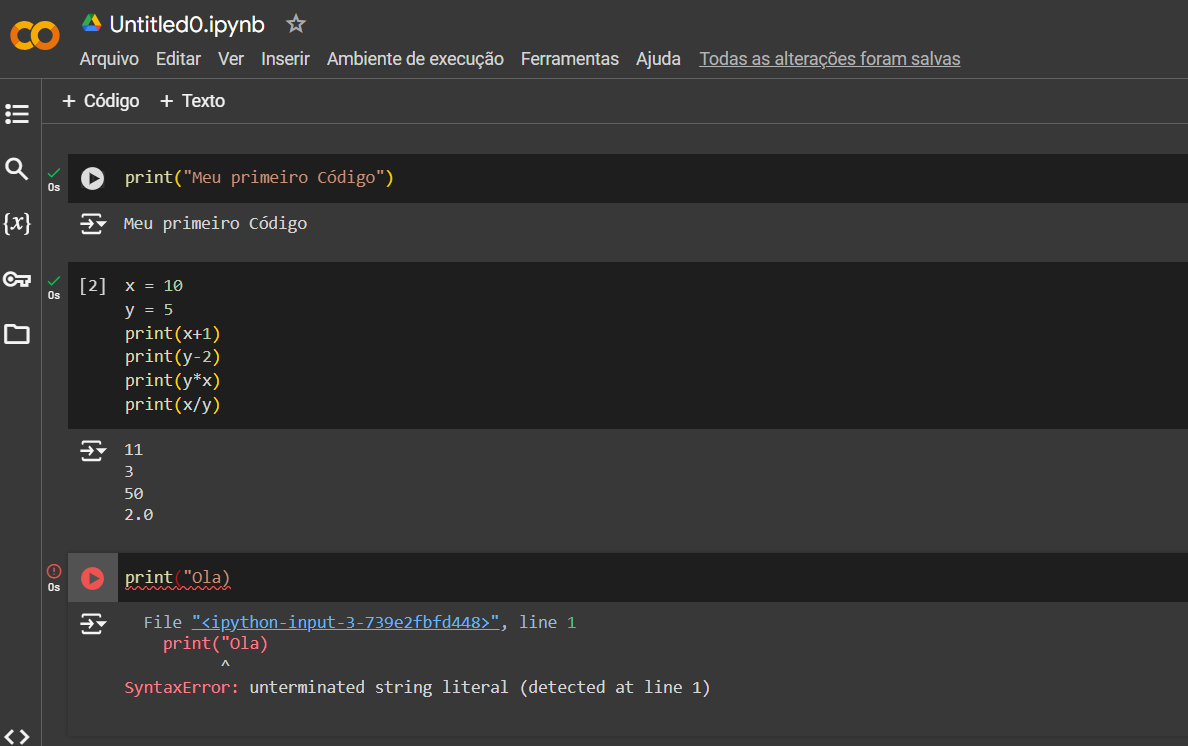 Untitled0.ipynb
Arquivo Editar Ver Inserir Ambiente de execução Ferramentas Ajuda Todas as alterações foram salvas
+ Código + Texto
{x}
0s
print("Meu primeiro Código")
Meu primeiro Código
0s
[2]
x = 10
y = 5
print(x+1)
print(y-2)
print(y*x)
print(x/y)
11
3
50
2.0
0s
print("Ola)
File "<ipython-input-3-739e2fbfd448>", line 1
print("Ola)
^
SyntaxError: unterminated string literal (detected at line 1)